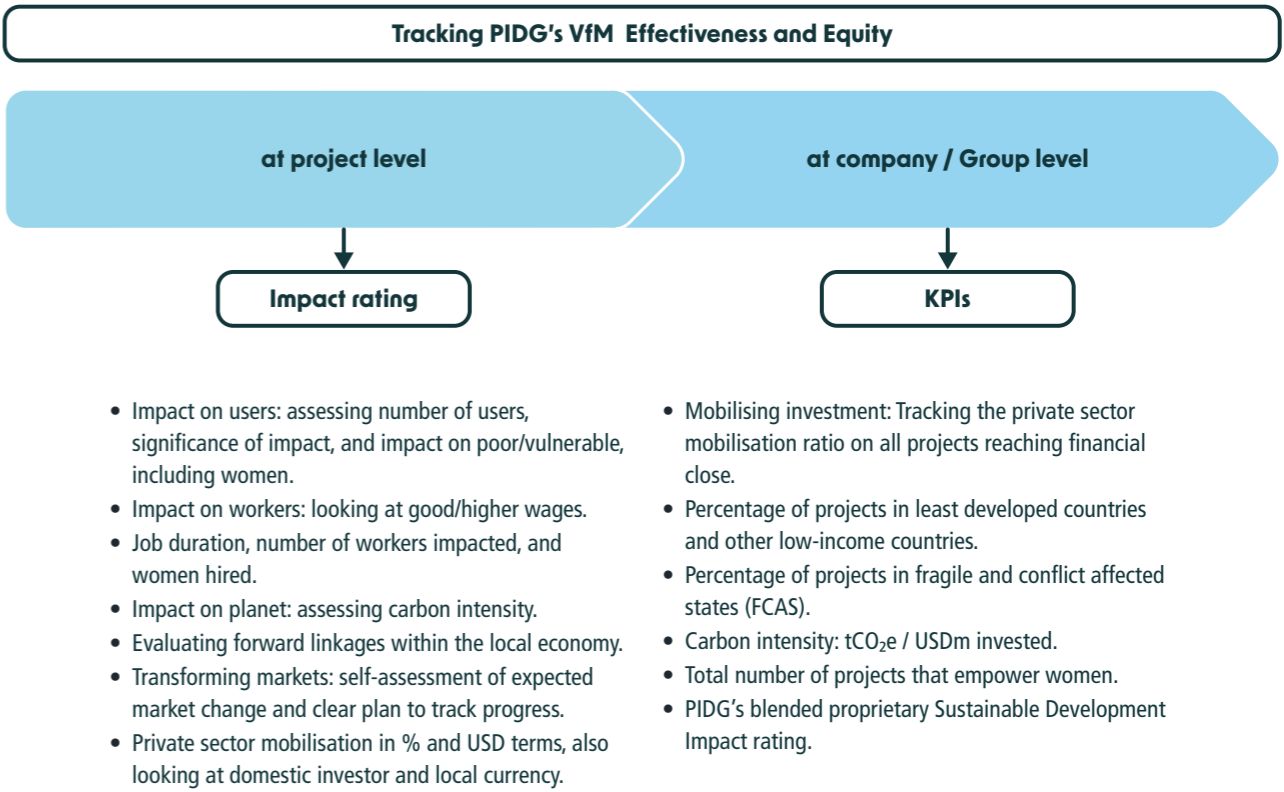 Tracking PIDG's VfM Effectiveness and Equity
at project level
at company / Group level
Impact rating
KPIs
• Impact on users: assessing number of users,
significance of impact, and impact on poor/vulnerable,
including women.
• Impact on workers: looking at good/higher wages.
• Job duration, number of workers impacted, and
women hired.
• Impact on planet: assessing carbon intensity.
• Evaluating forward linkages within the local economy.
• Transforming markets: self-assessment of expected
market change and clear plan to track progress.
• Private sector mobilisation in % and USD terms, also
looking at domestic investor and local currency.
• Mobilising investment: Tracking the private sector
mobilisation ratio on all projects reaching financial
close.
• Percentage of projects in least developed countries
and other low-income countries.
• Percentage of projects in fragile and conflict affected
states (FCAS).
• Carbon intensity: tCO₂e / USDm invested.
• Total number of projects that empower women.
• PIDG's blended proprietary Sustainable Development
Impact rating.